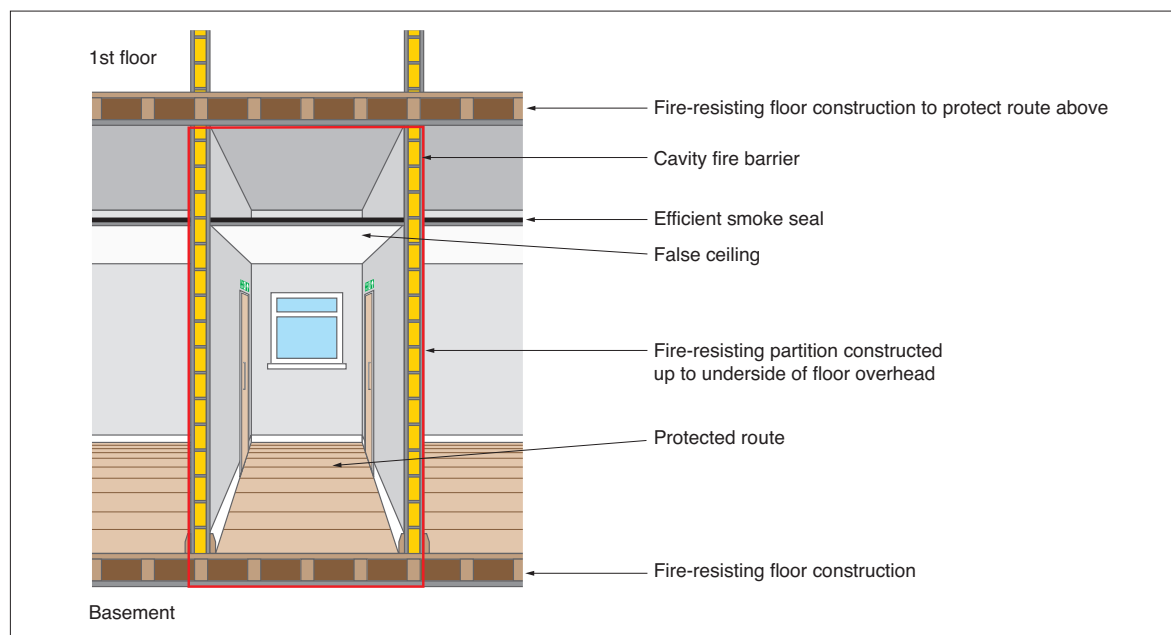 1st floor
Fire-resisting floor construction to protect route above
Cavity fire barrier
Efficient smoke seal
False ceiling
Fire-resisting partition constructed
up to underside of floor overhead
Protected route
Fire-resisting floor construction
Basement